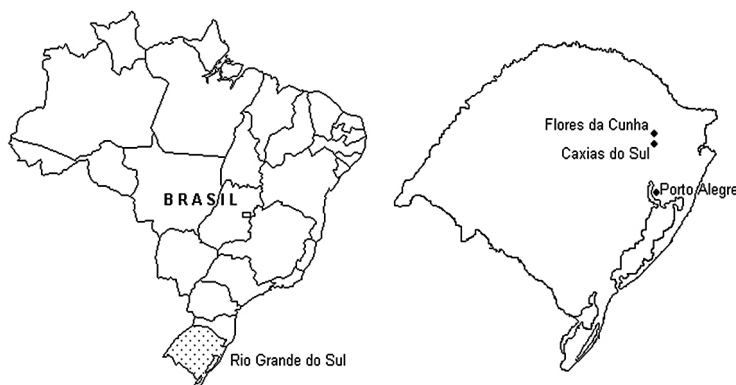 BRASIL
Rio Grande do Sul
Flores da Cunha
Caxias do Sul
Porto Alegre